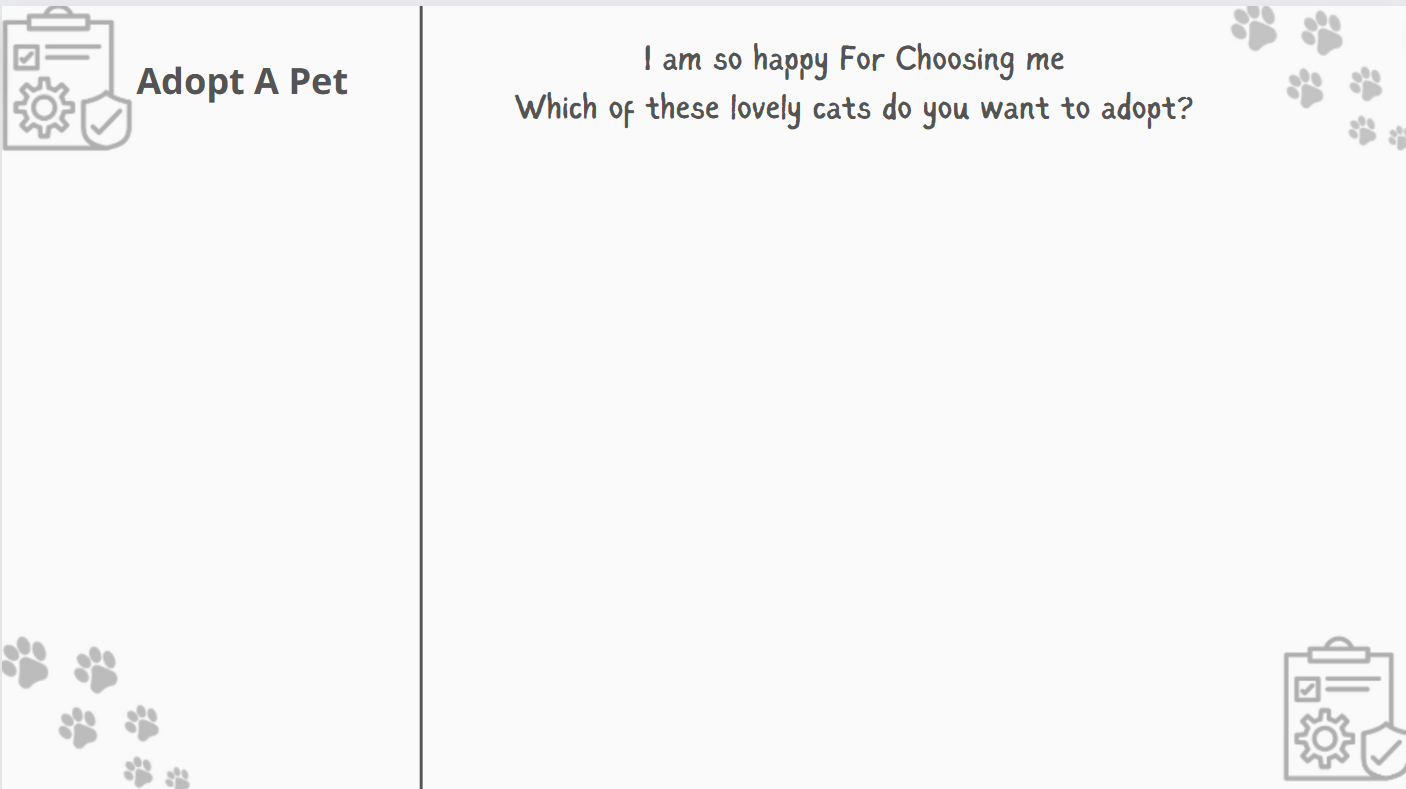 Adopt A Pet
I am so happy For Choosing me
Which of these lovely cats do you want to adopt?